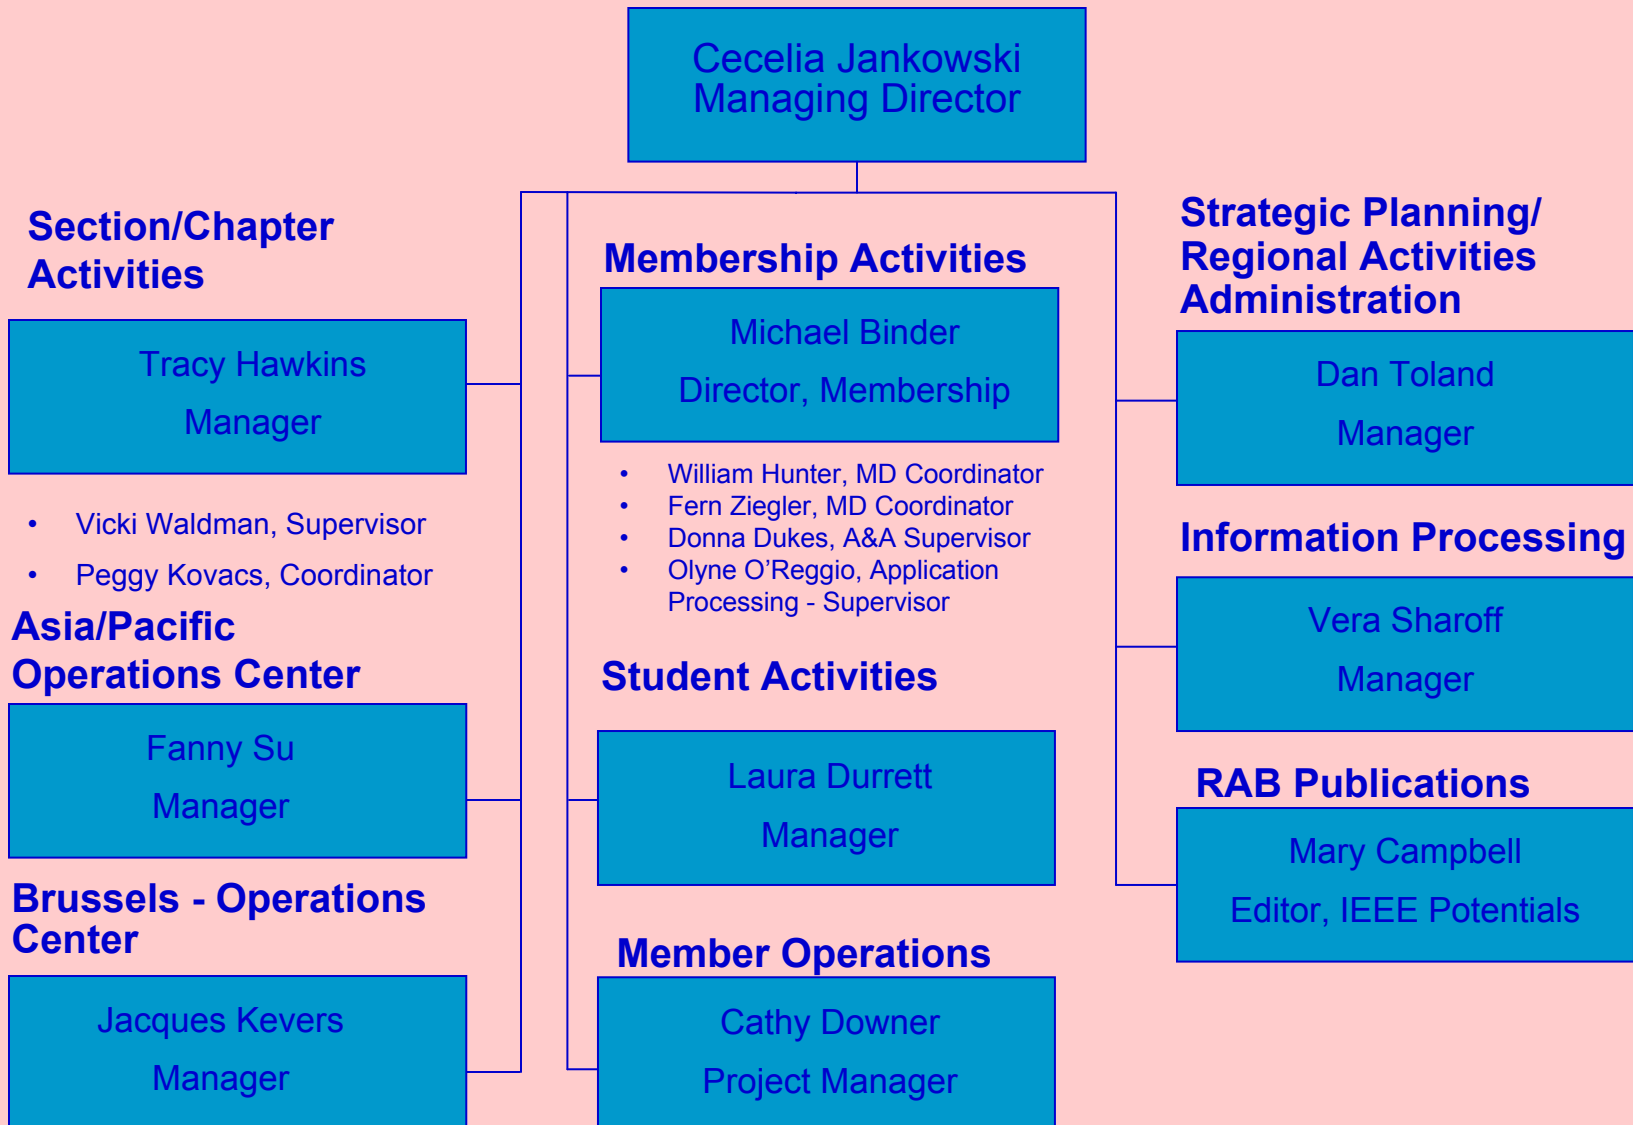 Cecelia Jankowski
Managing Director
Section/Chapter
Activities
Tracy Hawkins
Manager
• Vicki Waldman, Supervisor
• Peggy Kovacs, Coordinator
Asia/Pacific
Operations Center
Fanny Su
Manager
Brussels - Operations
Center
Jacques Kevers
Manager
Membership Activities
Michael Binder
Director, Membership
• William Hunter, MD Coordinator
• Fern Ziegler, MD Coordinator
• Donna Dukes, A&A Supervisor
• Olyne O’Reggio, Application
Processing - Supervisor
Student Activities
Laura Durrett
Manager
Member Operations
Cathy Downer
Project Manager
Strategic Planning/
Regional Activities
Administration
Dan Toland
Manager
Information Processing
Vera Sharoff
Manager
RAB Publications
Mary Campbell
Editor, IEEE Potentials